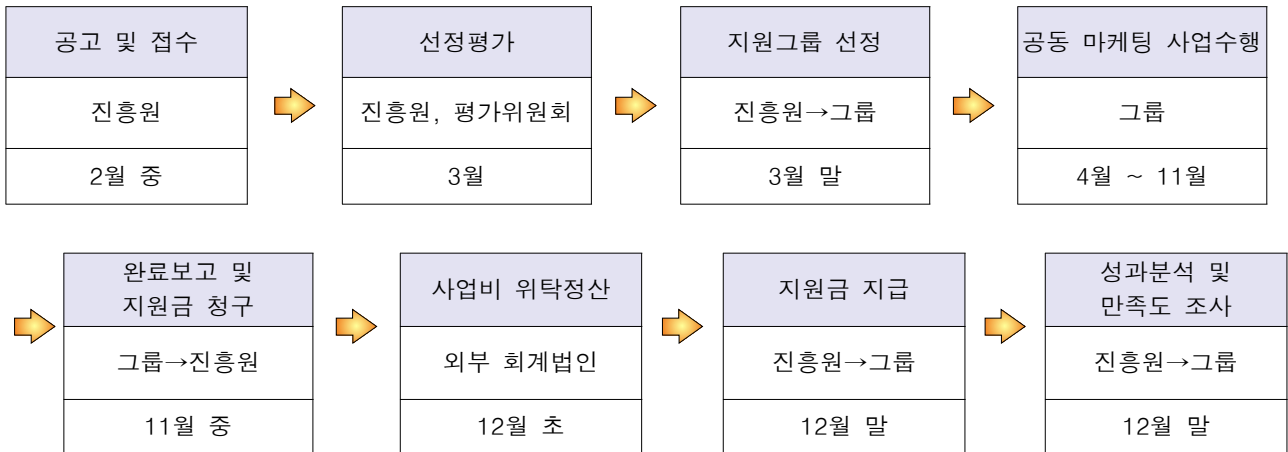 공고 및 접수
진흥원
2월 중
선정평가
진흥원, 평가위원회
3월
지원그룹 선정
진흥원→그룹
3월 말
공동 마케팅 사업수행
그룹
4월 ~ 11월
완료보고 및
지원금 청구
그룹→진흥원
11월 중
사업비 위탁정산
외부 회계법인
12월 초
지원금 지급
진흥원→그룹
12월 말
성과분석 및
만족도 조사
진흥원→그룹
12월 말